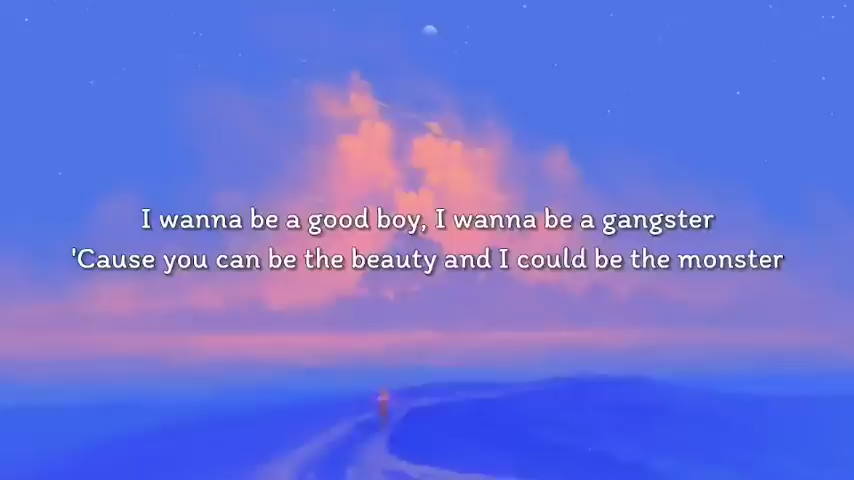 I wanna be a good boy, I wanna be a gangster
'Cause you can be the beauty and I could be the monster